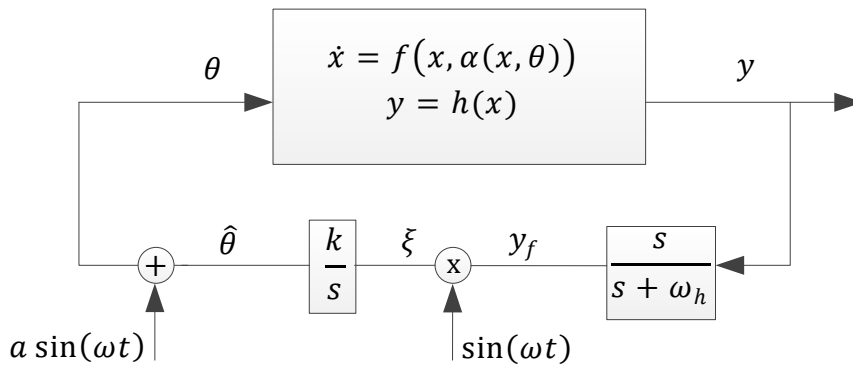 θ
ẋ = f(x, α(x, θ))
y = h(x)
y
+
θ̂
k
s
ξ
x
y_f
s
s + ω_h
a sin(ωt)
sin(ωt)